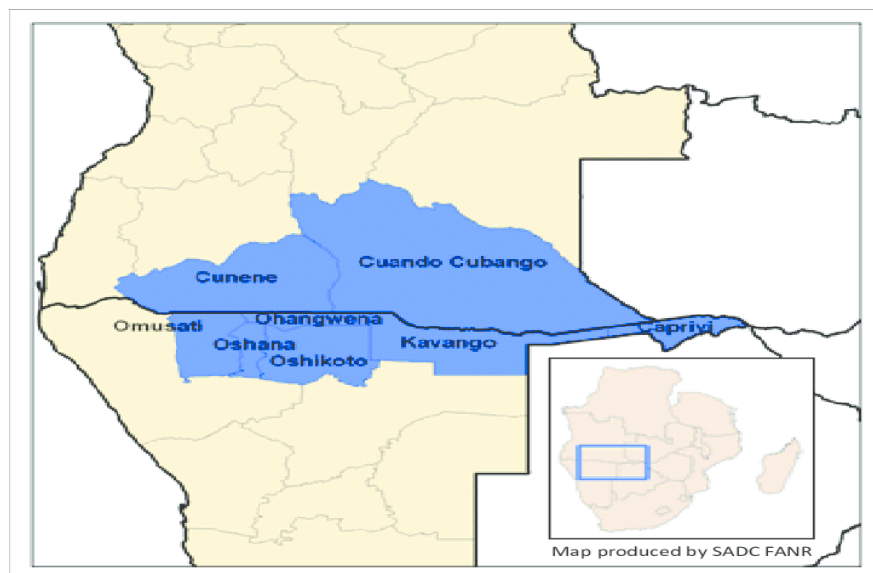 Cuando Cubango
Cunene
Ohangwena
Omusati
Caprivi
Oshana
Kavango
Oshikoto
Map produced by SADC FANR